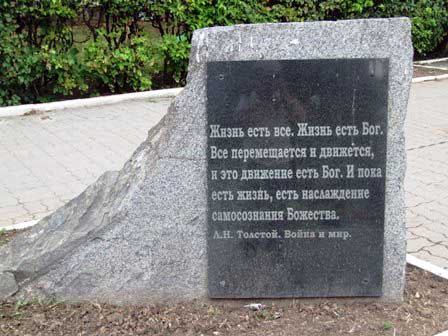 Жизнь есть все. Жизнь есть Бог.
Все перемещается и движется,
и это движение есть Бог. И пока
есть жизнь, есть наслаждение
самосознания Божества.
Л.Н. Толстой. Война и мир.